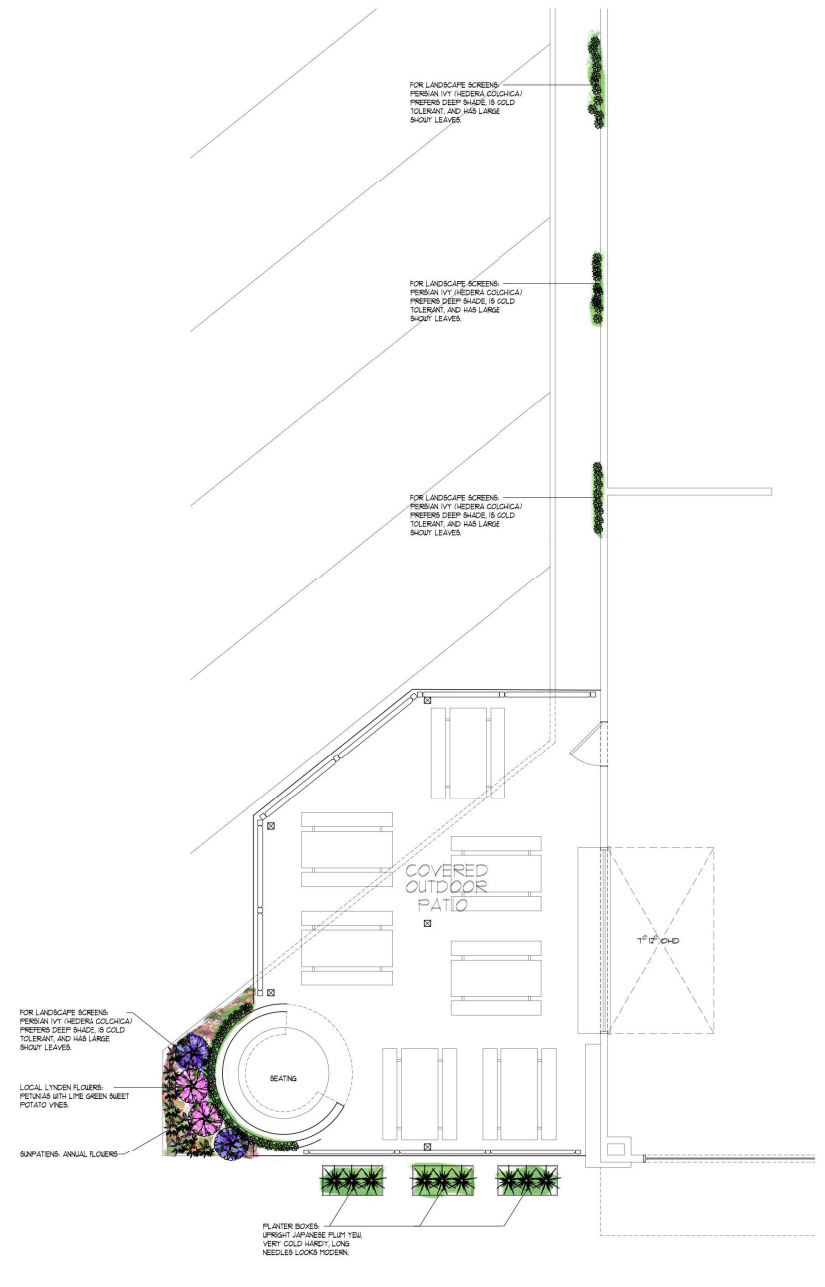 FOR LANDSCAPE SCREENS:
PERSIAN IVY (HEDERA COLCHICA)
PREFERS DEEP SHADE, IS COLD
TOLERANT, AND HAS LARGE
SHOWY LEAVES.
FOR LANDSCAPE SCREENS:
PERSIAN IVY (HEDERA COLCHICA)
PREFERS DEEP SHADE, IS COLD
TOLERANT, AND HAS LARGE
SHOWY LEAVES.
FOR LANDSCAPE SCREENS:
PERSIAN IVY (HEDERA COLCHICA)
PREFERS DEEP SHADE, IS COLD
TOLERANT, AND HAS LARGE
SHOWY LEAVES.
COVERED
OUTDOOR
PATIO
OHD
FOR LANDSCAPE SCREENS:
PERSIAN IVY (HEDERA COLCHICA)
PREFERS DEEP SHADE, IS COLD
TOLERANT, AND HAS LARGE
SHOWY LEAVES.
SEATING
LOCAL LYNDEN FLOWERS:
PETUNIAS WITH LIME GREEN SWEET
POTATO VINES.
SUNPATIENS: ANNUAL FLOWERS
PLANTER BOXES:
UPRIGHT JAPANESE PLUM YEW,
VERY COLD HARDY, LONG
NEEDLES LOOKS MODERN.